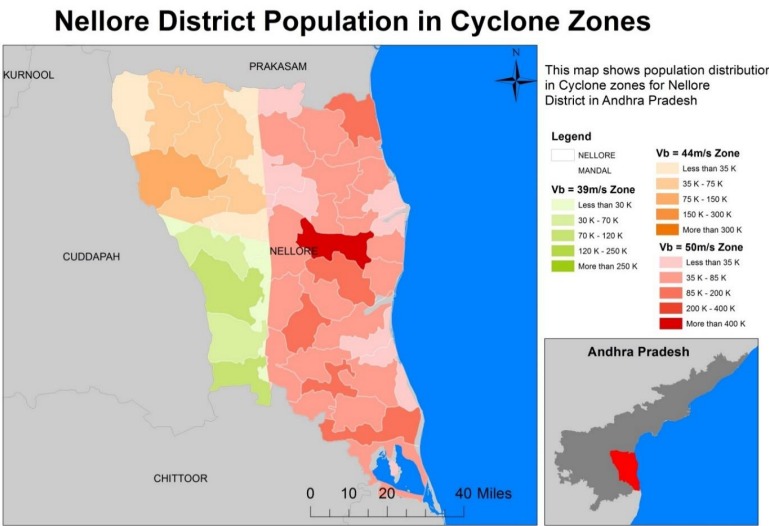 Nellore District Population in Cyclone Zones
KURNOOL
PRAKASAM
CUDDAPAH
NELLORE
CHITTOOR
N
0 10 20 40 Miles
This map shows population distribution
in Cyclone zones for Nellore
District in Andhra Pradesh
Legend
NELLORE
MANDAL
Vb = 39m/s Zone
Less than 30 K
30 K - 70 K
70 K - 120 K
120 K - 250 K
More than 250 K
Vb = 44m/s Zone
Less than 35 K
35 K - 75 K
75 K - 150 K
150 K - 300 K
More than 300 K
Vb = 50m/s Zone
Less than 35 K
35 K - 85 K
85 K - 200 K
200 K - 400 K
More than 400 K
Andhra Pradesh